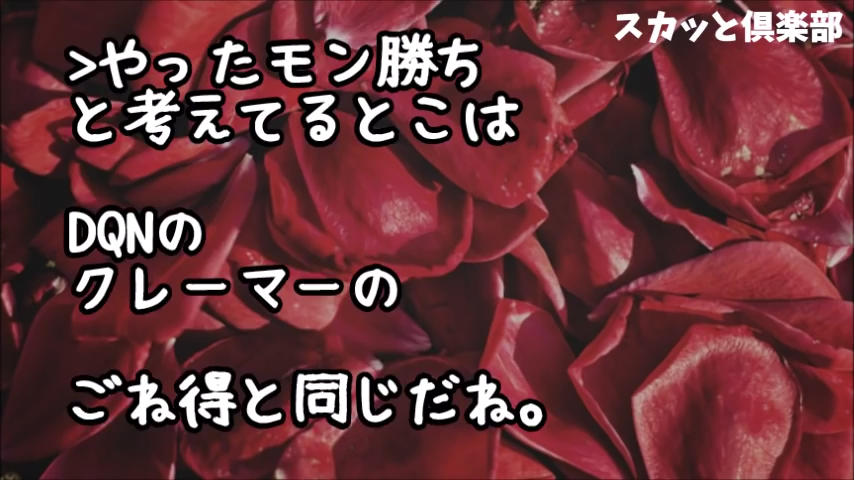 スカッと倶楽部
>やったモン勝ち
と考えてるとこは
DQNの
クレーマーの
ごね得と同じだね。